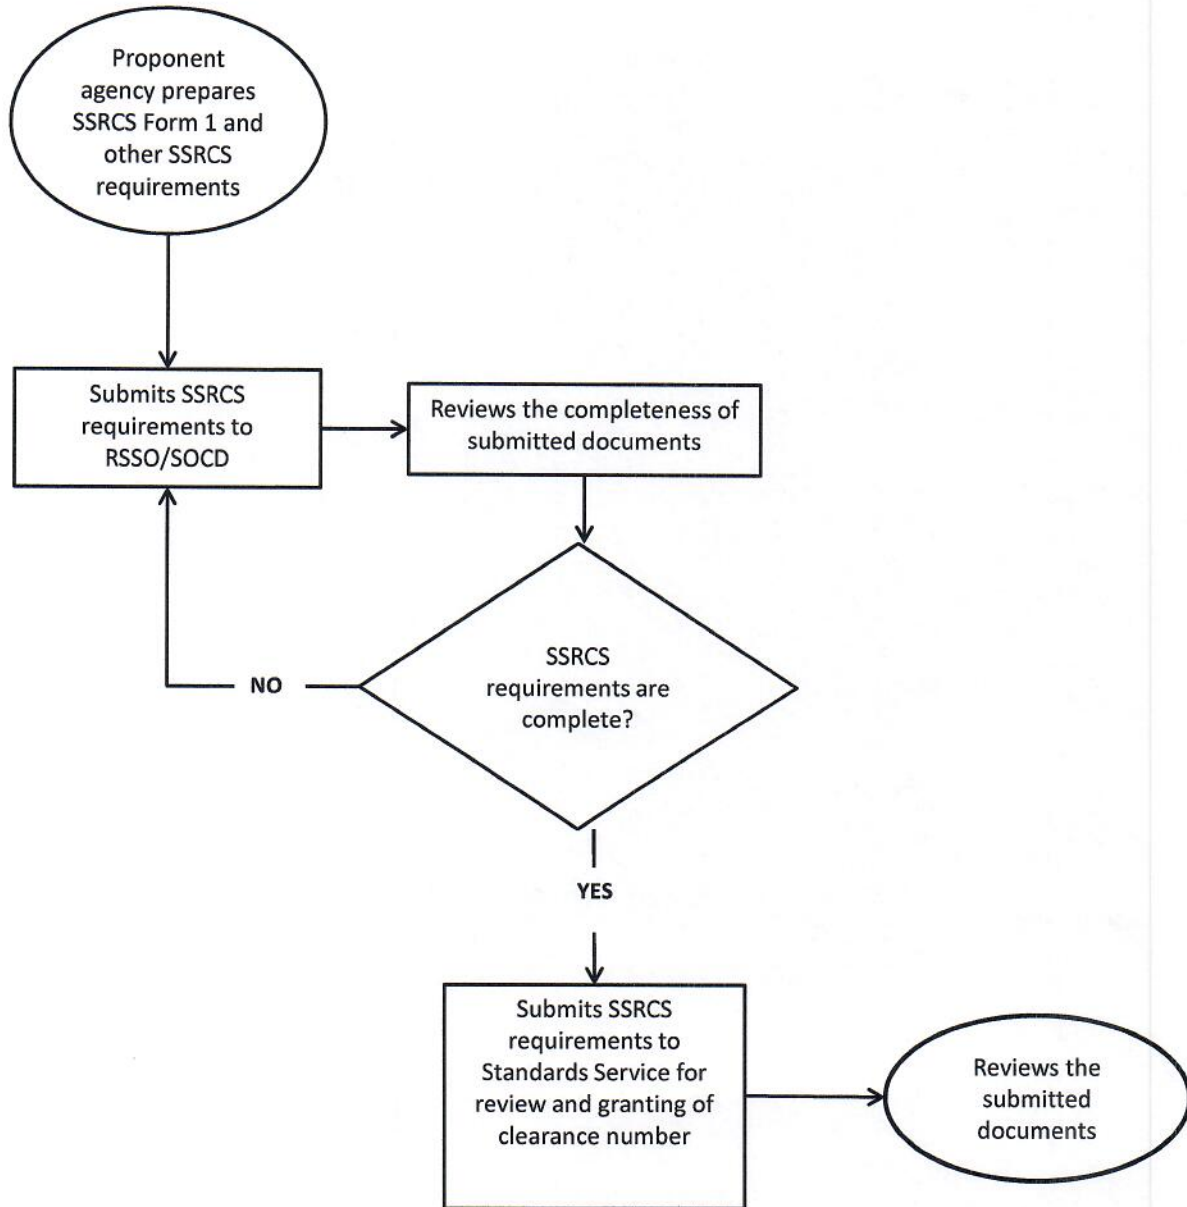 Proponent
agency prepares
SSRCS Form 1 and
other SSRCS
requirements
Submits SSRCS
requirements to
RSSO/SOCD
Reviews the completeness of
submitted documents
SSRCS
requirements are
complete?
NO
YES
Submits SSRCS
requirements to
Standards Service for
review and granting of
clearance number
Reviews the
submitted
documents